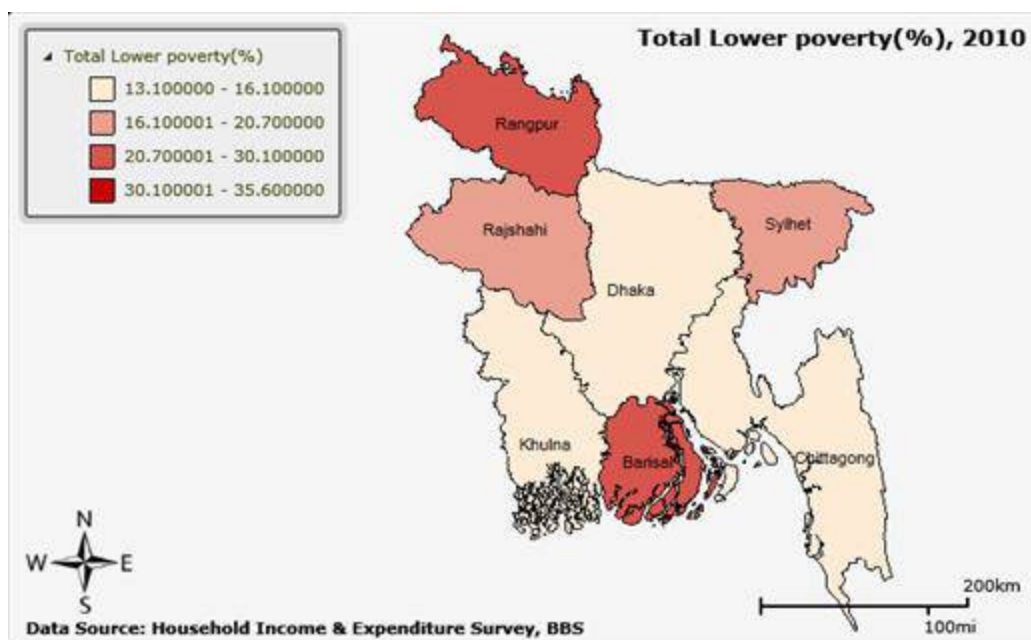 Total Lower poverty(%), 2010
Total Lower poverty(%)
13.100000 - 16.100000
16.100001 - 20.700000
20.700001 - 30.100000
30.100001 - 35.600000
Rangpur
Rajshahi
Sylhet
Dhaka
Khulna
Barisal
Chittagong
N
W E
S
200km
100mi
Data Source: Household Income & Expenditure Survey, BBS